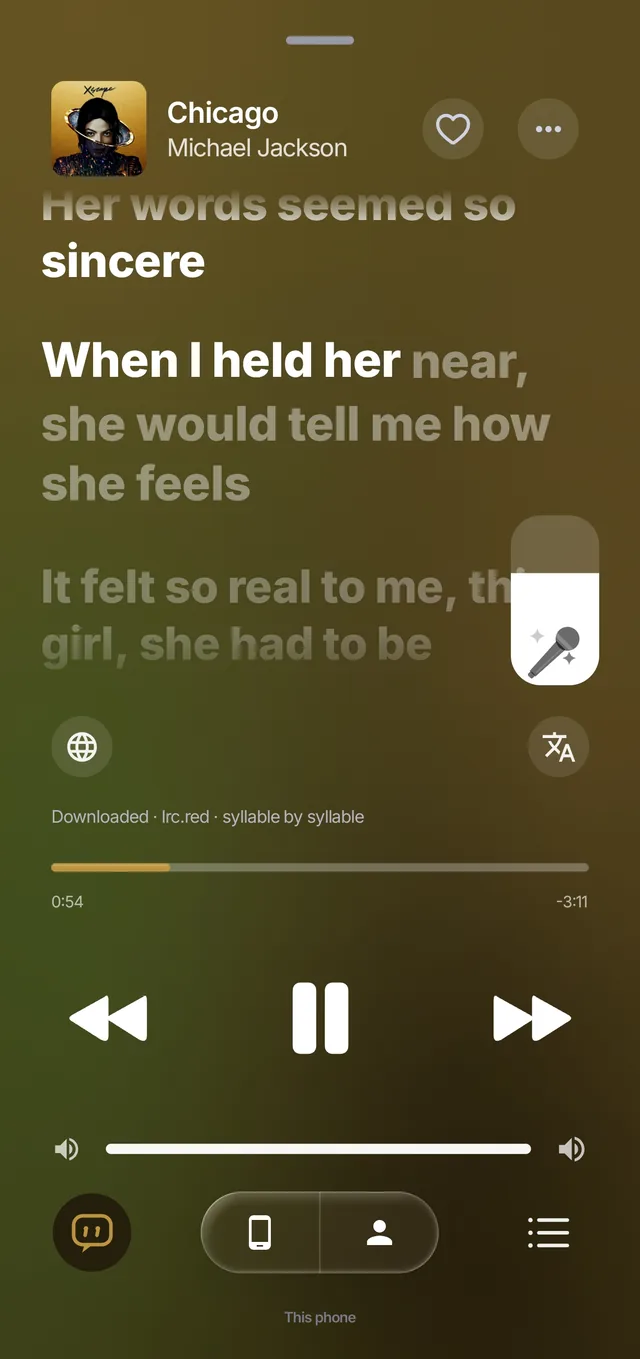 Xscape
Chicago
Michael Jackson
Her words seemed so
sincere
When I held her near,
she would tell me how
she feels
It felt so real to me, thi
girl, she had to be
Downloaded · lrc.red · syllable by syllable
0:54
-3:11
This phone